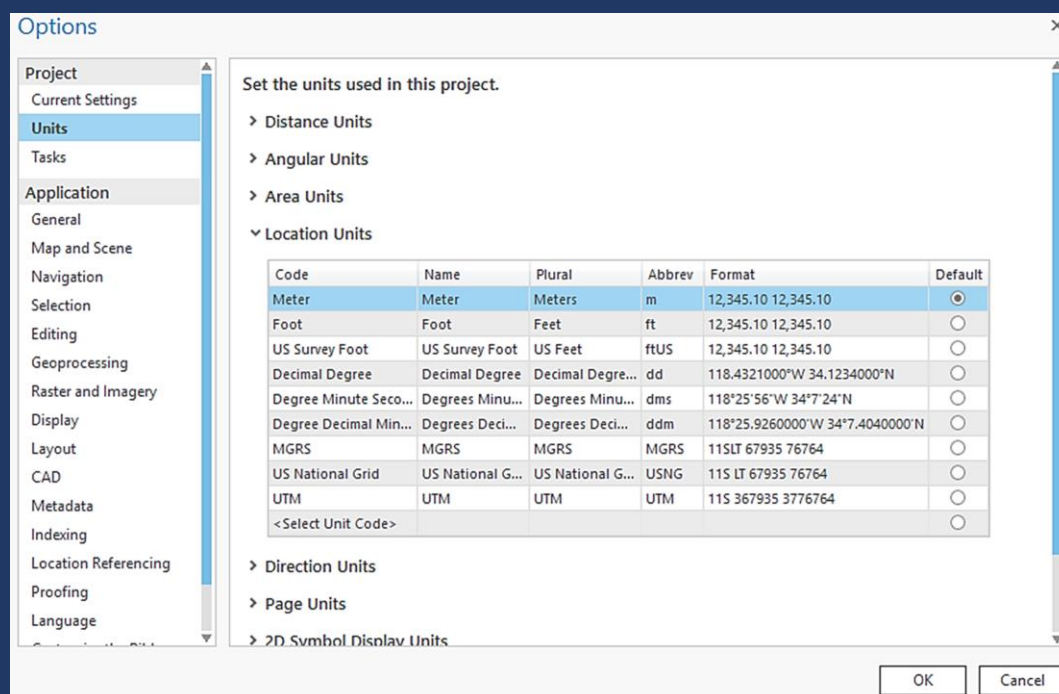 Options
Project
Current Settings
Units
Tasks
Application
General
Map and Scene
Navigation
Selection
Editing
Geoprocessing
Raster and Imagery
Display
Layout
CAD
Metadata
Indexing
Location Referencing
Proofing
Language
Set the units used in this project.
Distance Units
Angular Units
Area Units
Location Units
Code Name Plural Abbrev Format Default
Meter Meter Meters m 12,345.10 12,345.10
Foot Foot Feet ft 12,345.10 12,345.10
US Survey Foot US Survey Foot US Feet ftUS 12,345.10 12,345.10
Decimal Degree Decimal Degree Decimal Degre... dd 118.4321000°W 34.1234000°N
Degree Minute Seco... Degrees Minu... Degrees Minu... dms 118°25'56"W 34°7'24"N
Degree Decimal Min... Degrees Deci... Degrees Deci... ddm 118°25.9260000'W 34°7.4040000'N
MGRS MGRS MGRS MGRS 11SLT 67935 76764
US National Grid US National G... US National G... USNG 11S LT 67935 76764
UTM UTM UTM UTM 11S 367935 3776764
<Select Unit Code>
Direction Units
Page Units
2D Symbol Display Units
OK Cancel